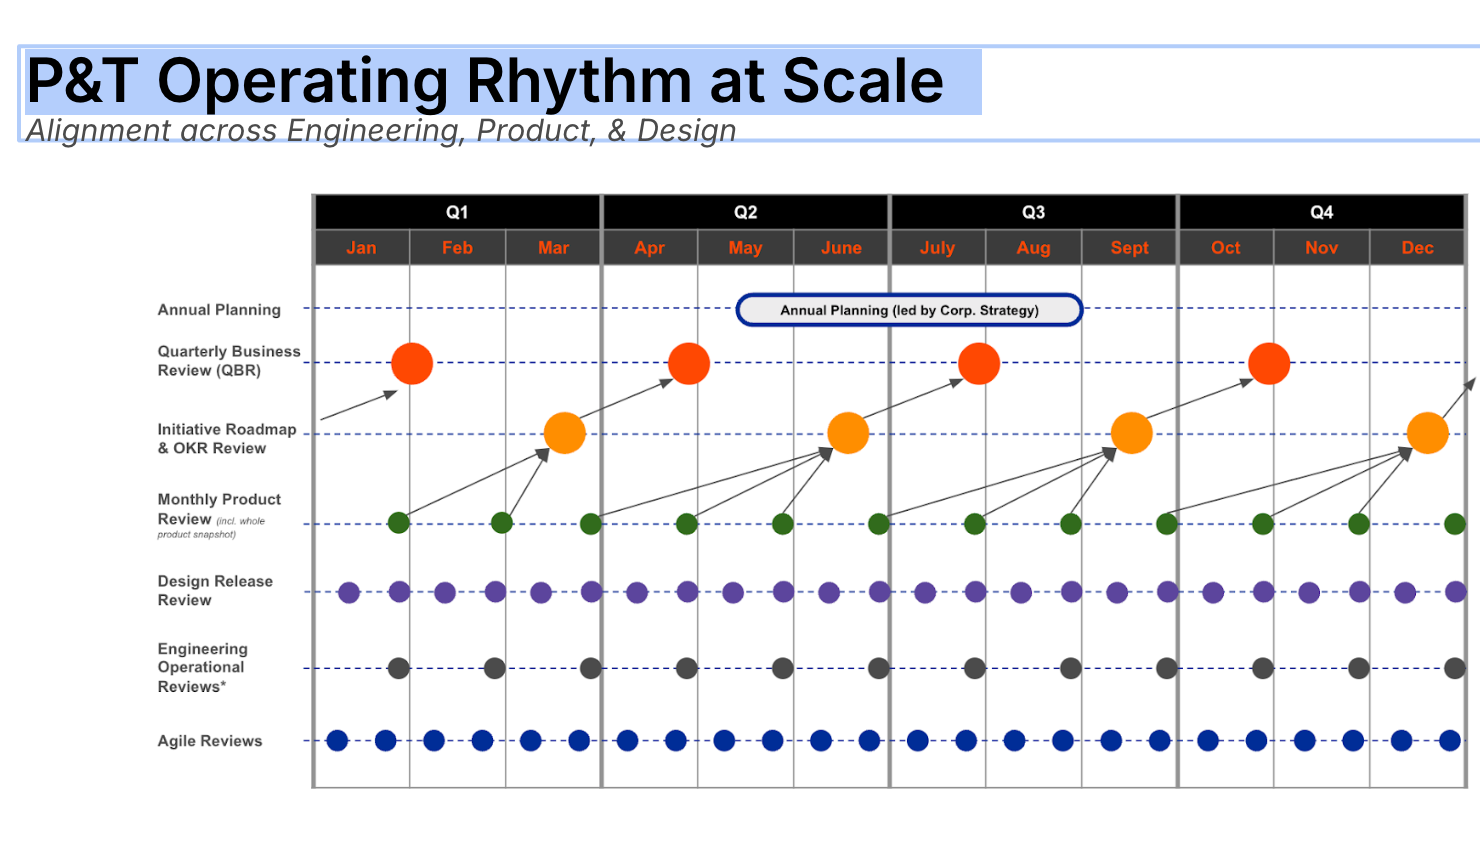 P&T Operating Rhythm at Scale
Alignment across Engineering, Product, & Design
Q1 Q2 Q3 Q4
Jan Feb Mar Apr May June July Aug Sept Oct Nov Dec
Annual Planning
Annual Planning (led by Corp. Strategy)
Quarterly Business
Review (QBR)
Initiative Roadmap
& OKR Review
Monthly Product
Review (incl. whole
product snapshot)
Design Release
Review
Engineering
Operational
Reviews*
Agile Reviews